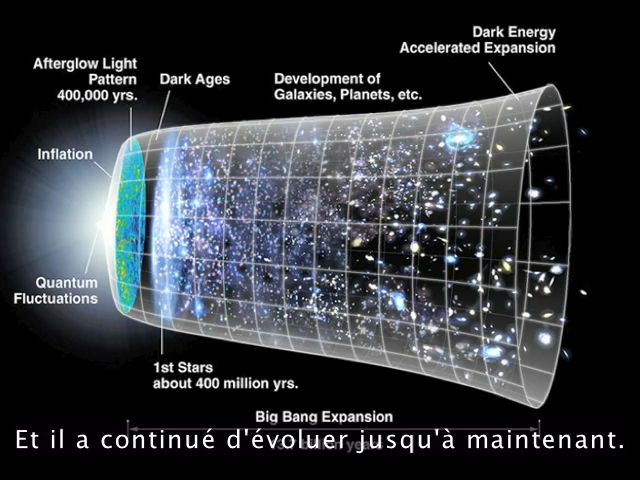 Dark Energy
Accelerated Expansion
Afterglow Light
Pattern
400,000 yrs.
Dark Ages
Development of
Galaxies, Planets, etc.
Inflation
Quantum
Fluctuations
1st Stars
about 400 million yrs.
Big Bang Expansion
Et il a continué d'évoluer jusqu'à maintenant.